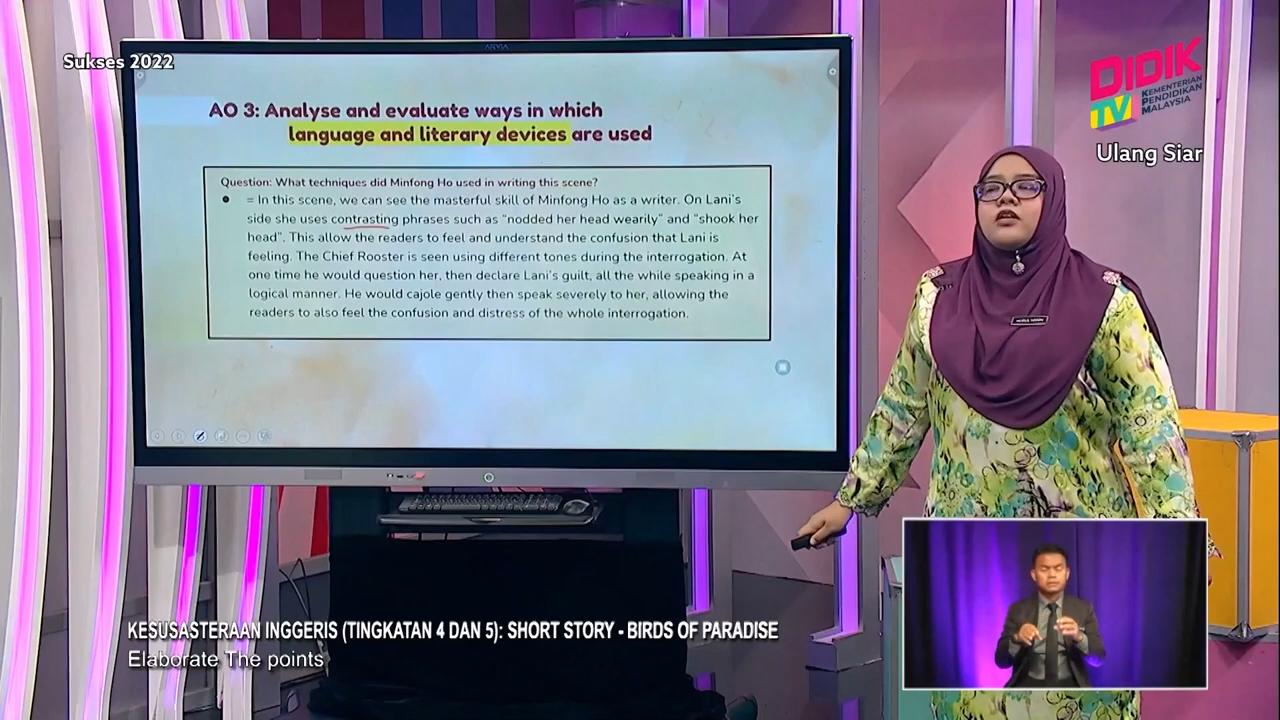 Sukses 2022
AO 3: Analyse and evaluate ways in which
language and literary devices are used
Question: What techniques did Minfong Ho used in writing this scene?
= In this scene, we can see the masterful skill of Minfong Ho as a writer. On Lani's
side she uses contrasting phrases such as "nodded her head wearily" and "shook her
head". This allow the readers to feel and understand the confusion that Lani is
feeling. The Chief Rooster is seen using different tones during the interrogation. At
one time he would question her, then declare Lani's guilt, all the while speaking in a
logical manner. He would cajole gently then speak severely to her, allowing the
readers to also feel the confusion and distress of the whole interrogation.
DIDIK
TV
KEMENTERIAN
PENDIDIKAN
MALAYSIA
Ulang Siar
KESUSASTERAAN INGGERIS (TINGKATAN 4 DAN 5): SHORT STORY - BIRDS OF PARADISE
Elaborate The points